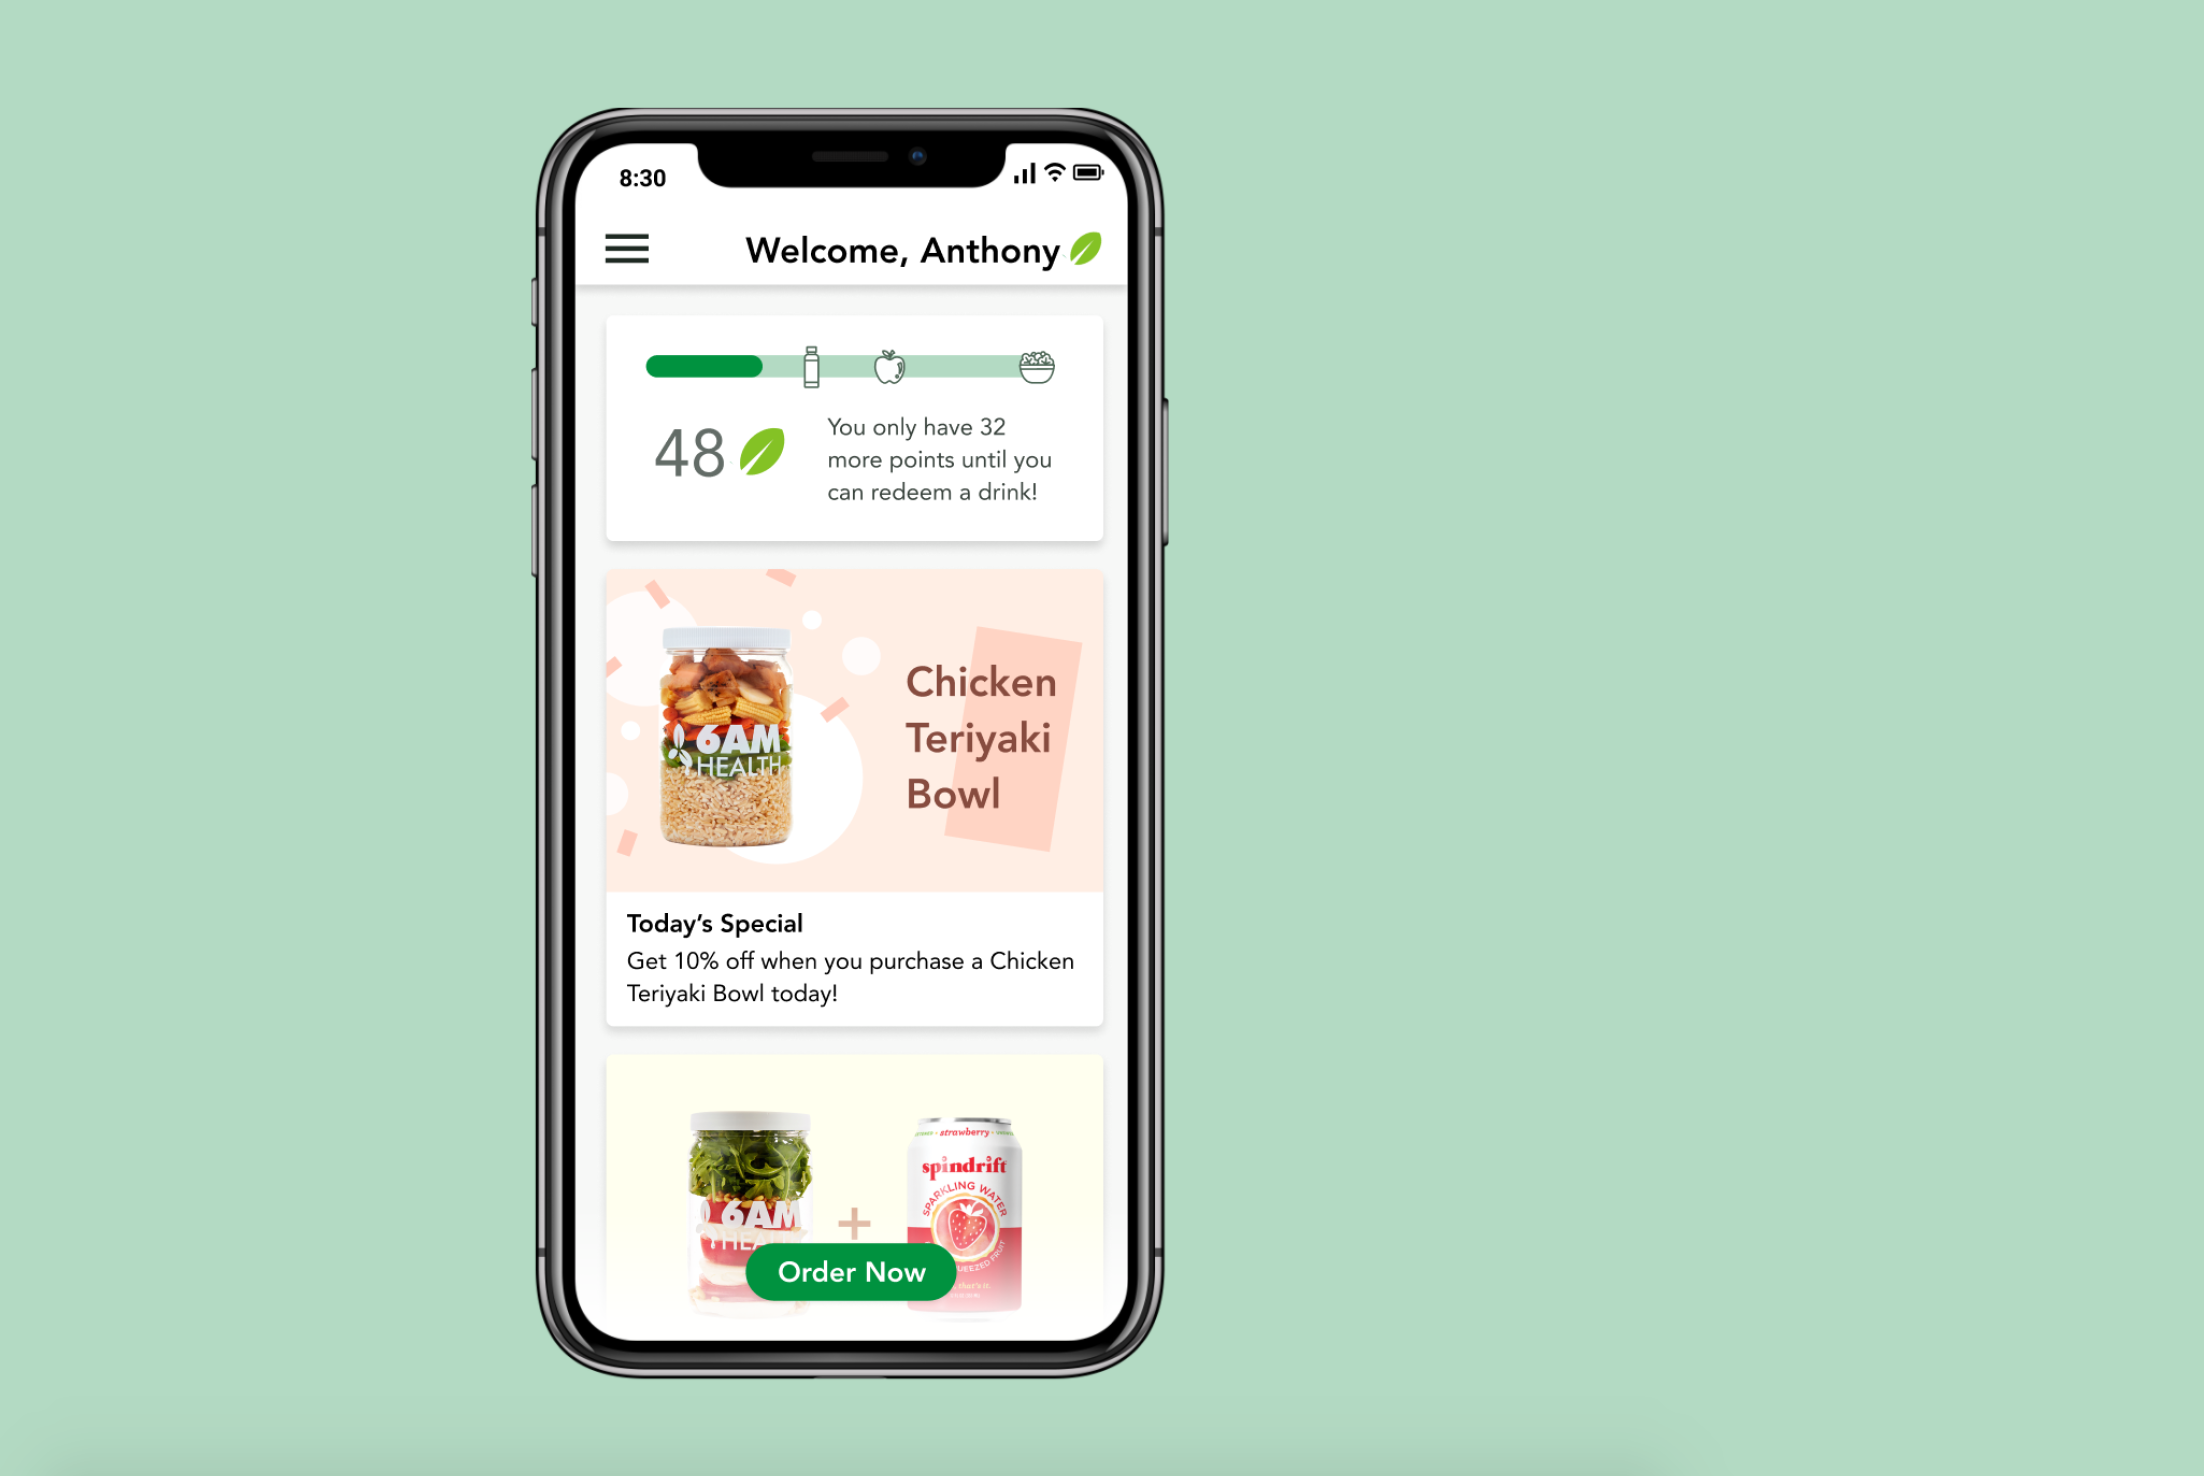 8:30
Welcome, Anthony
48
You only have 32
more points until you
can redeem a drink!
6AM
HEALTH
Chicken
Teriyaki
Bowl
Today's Special
Get 10% off when you purchase a Chicken
Teriyaki Bowl today!
strawberry
spindrift
SPARKLING WATER
6AM
Order Now
that's it.